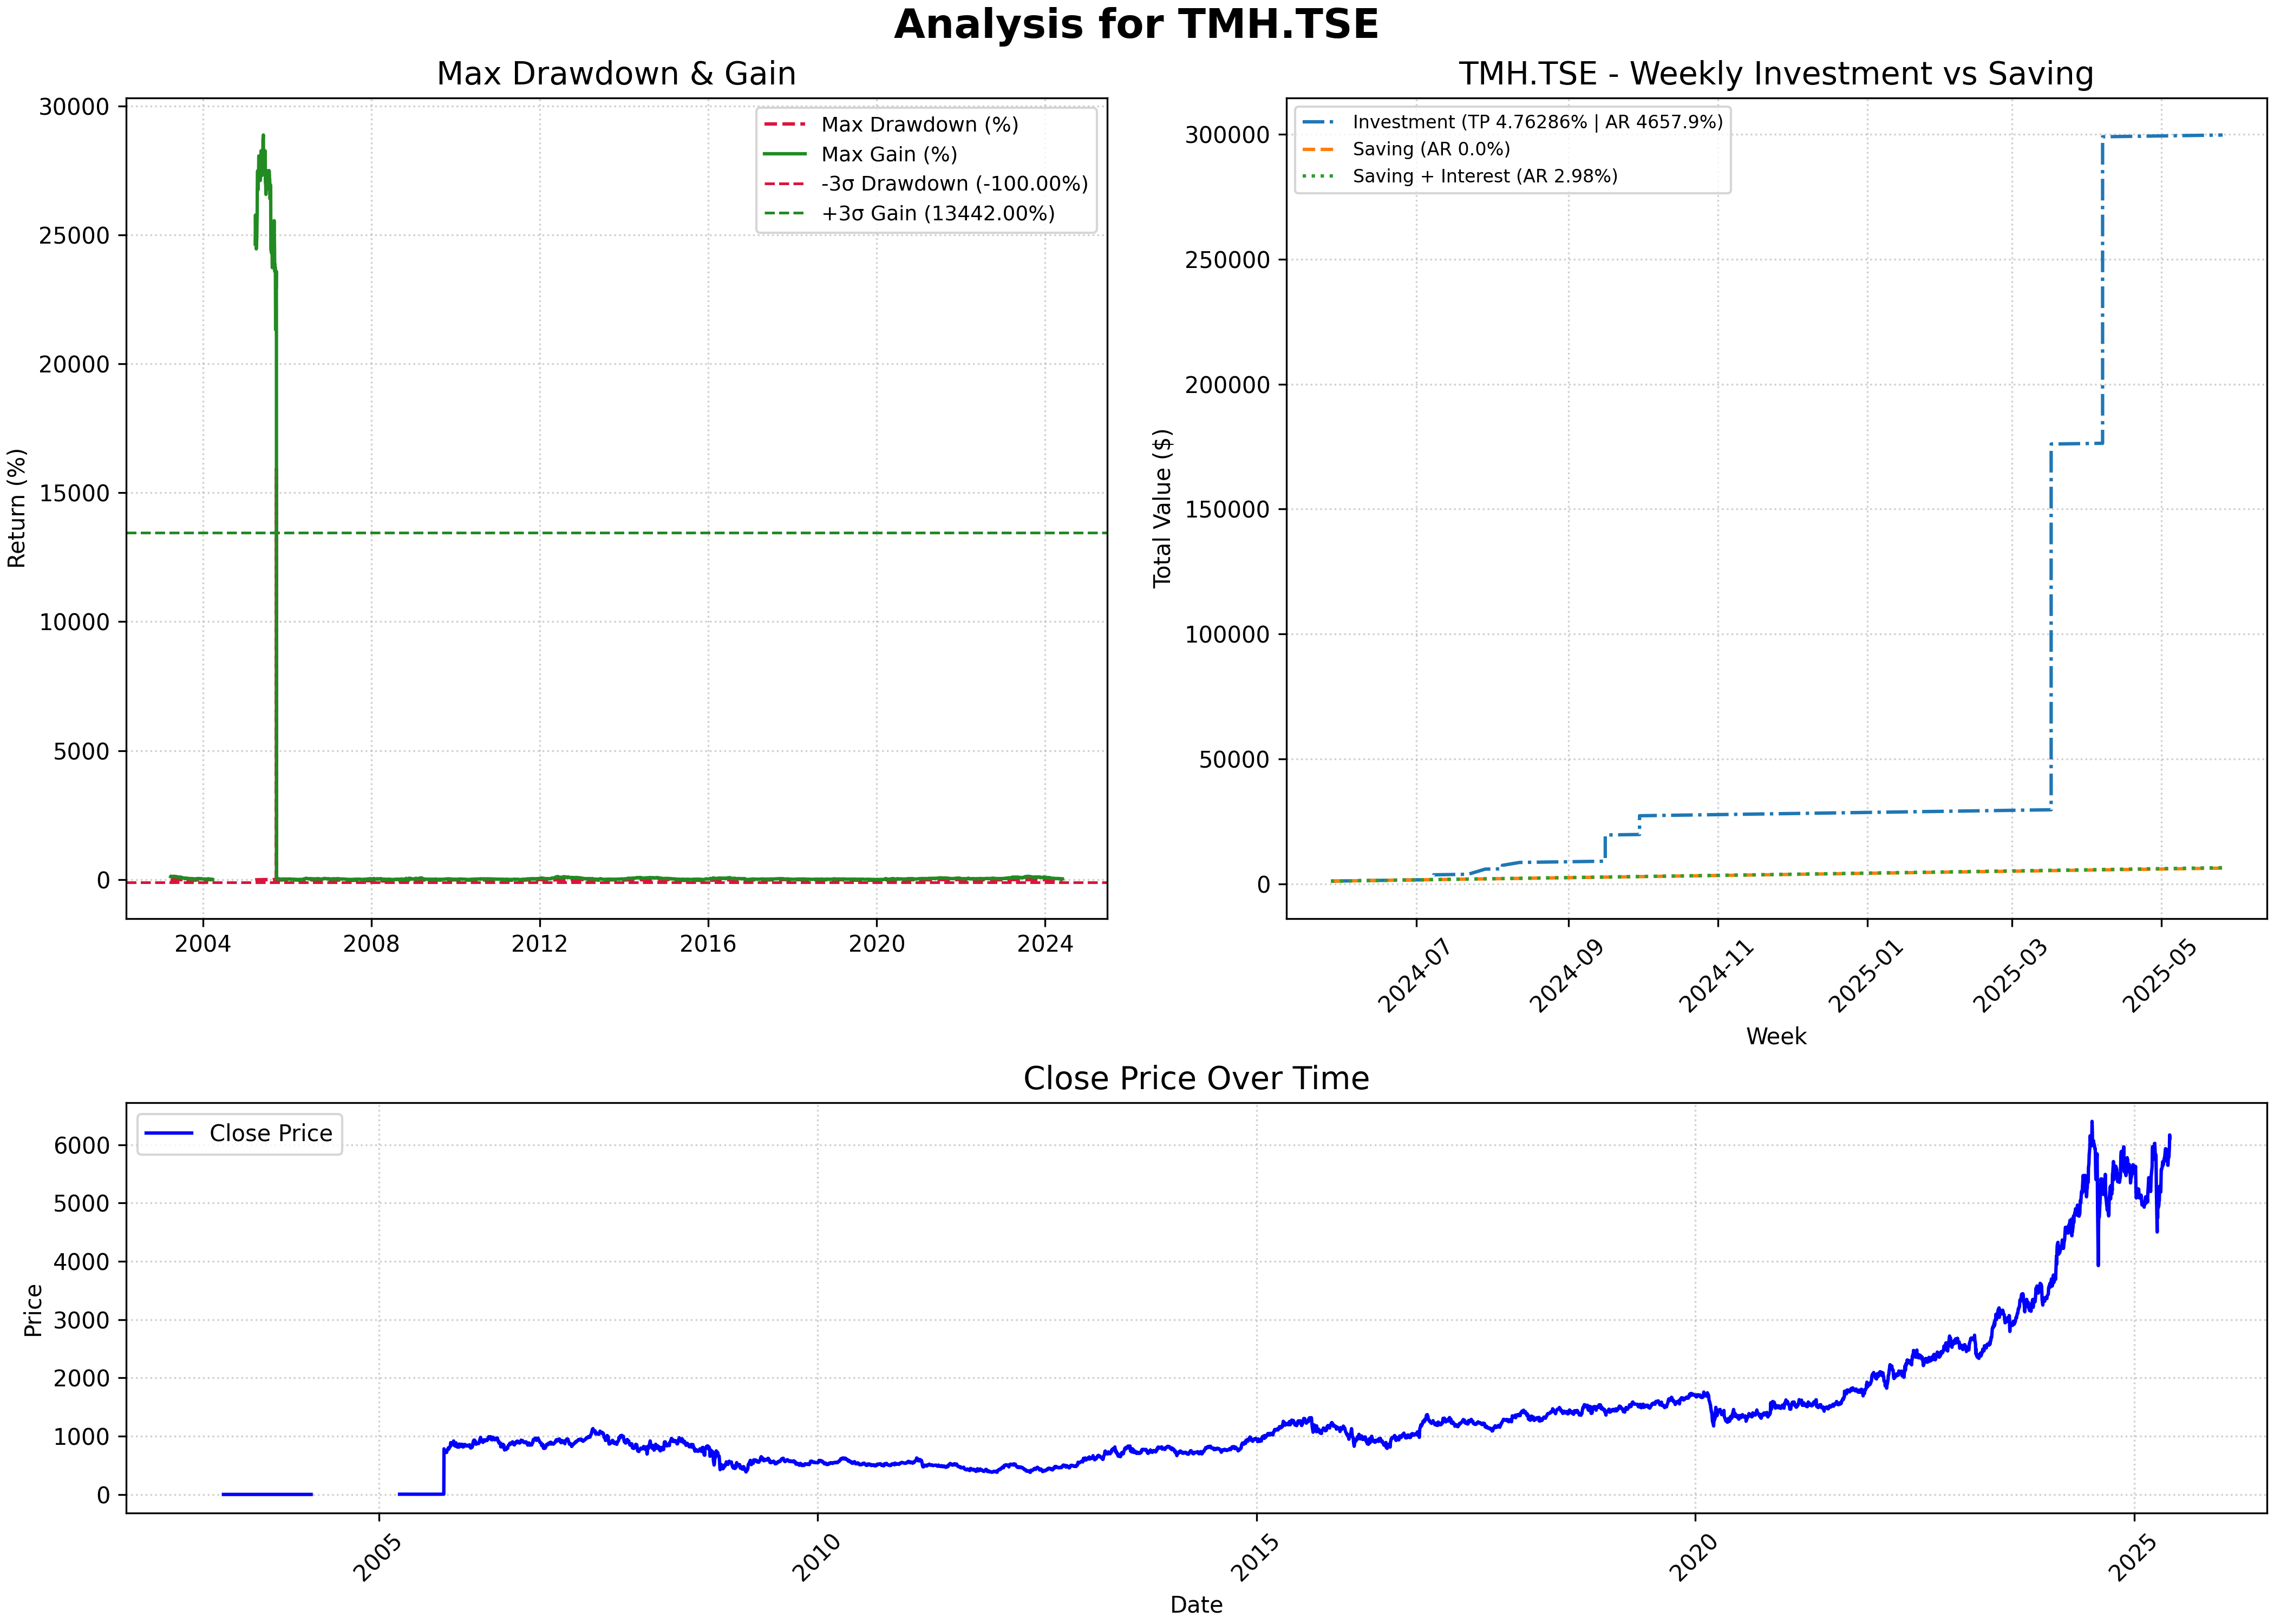 Analysis for TMH.TSE
Max Drawdown & Gain
Return (%)
30000
25000
20000
15000
10000
5000
0
Max Drawdown (%)
Max Gain (%)
-3σ Drawdown (-100.00%)
+3σ Gain (13442.00%)
2004
2008
2012
2016
2020
2024
TMH.TSE - Weekly Investment vs Saving
Total Value ($)
300000
250000
200000
150000
100000
50000
0
Investment (TP 4.76286% | AR 4657.9%)
Saving (AR 0.0%)
Saving + Interest (AR 2.98%)
2024-07
2024-09
2024-11
2025-01
2025-03
2025-05
Week
Close Price Over Time
Price
6000
5000
4000
3000
2000
1000
0
Close Price
2005
2010
2015
2020
2025
Date